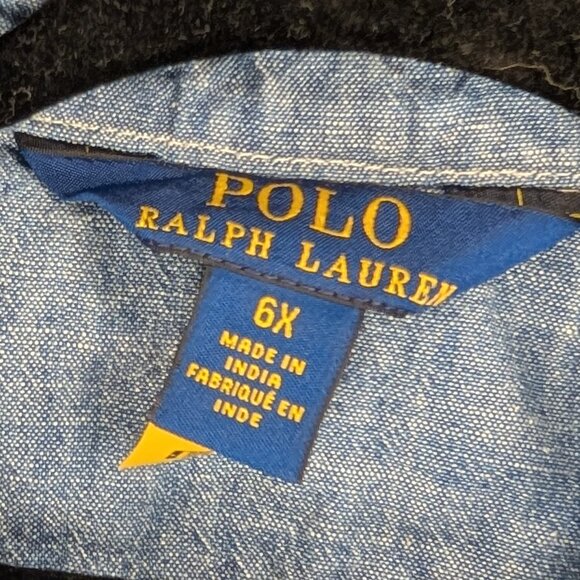 POLO
RALPH LAUREN
6X
MADE IN
INDIA
FABRIQUÉ EN
INDE